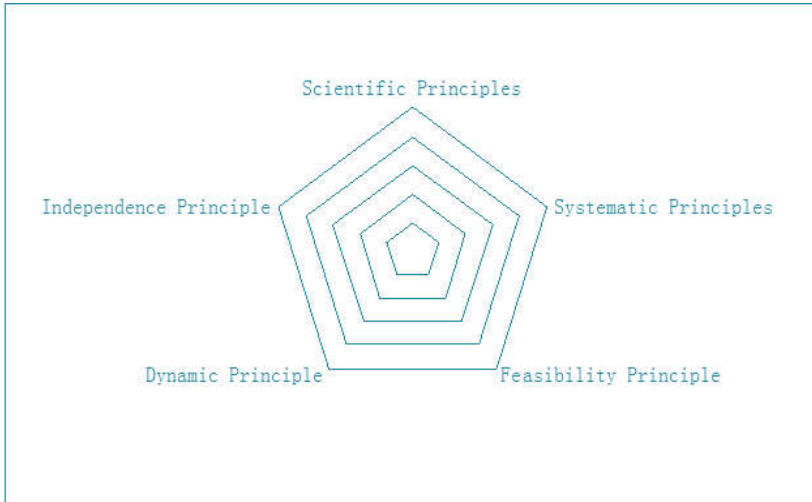 Scientific Principles
Independence Principle
Systematic Principles
Dynamic Principle
Feasibility Principle